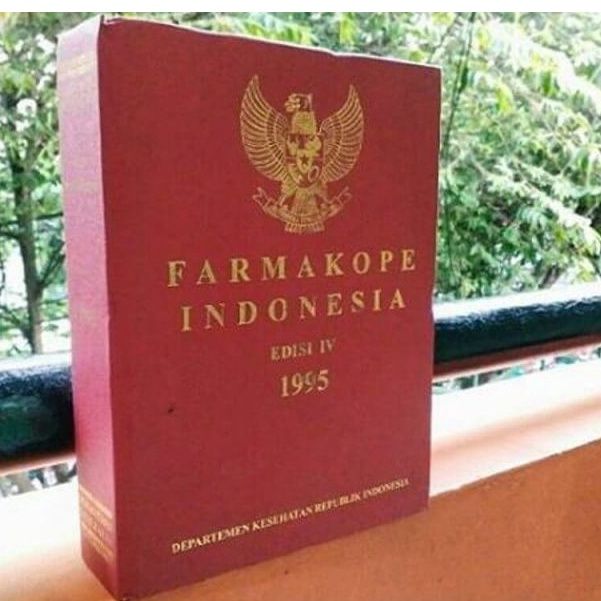 FARMAKOPE
INDONESIA
EDISI IV
1995
DEPARTEMEN KESEHATAN REPUBLIK INDONESIA